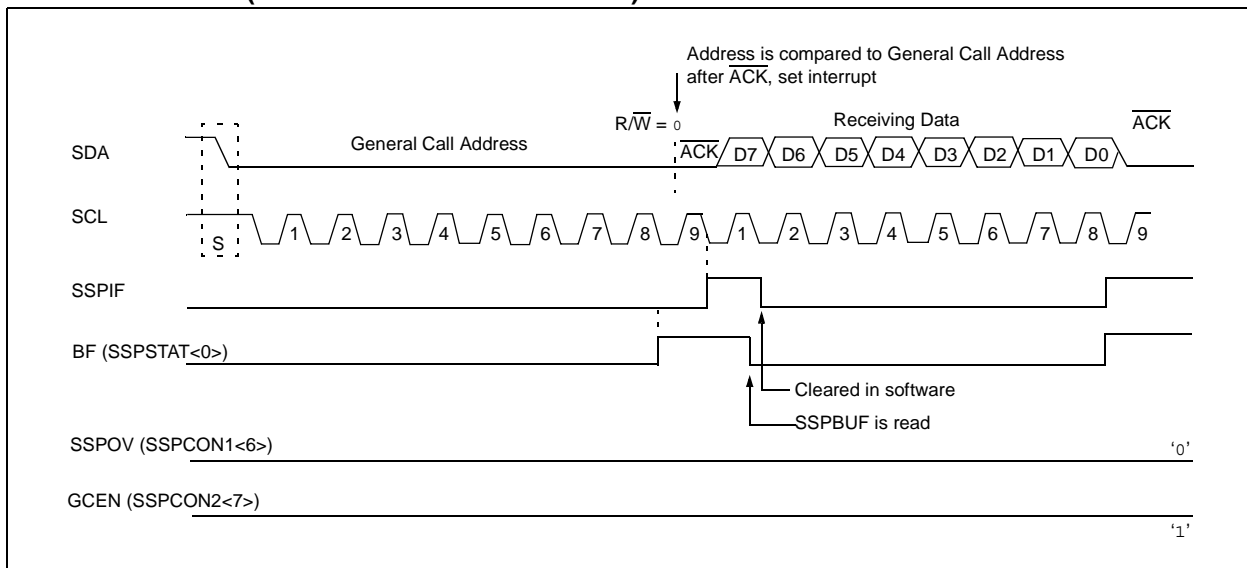 Address is compared to General Call Address
after ACK, set interrupt
R/W = 0
Receiving Data
ACK
SDA
General Call Address
ACK
D7 D6 D5 D4 D3 D2 D1 D0
SCL
S
1 2 3 4 5 6 7 8 9 1 2 3 4 5 6 7 8 9
SSPIF
BF (SSPSTAT<0>)
Cleared in software
SSPBUF is read
SSPOV (SSPCON1<6>)
‘0’
GCEN (SSPCON2<7>)
‘1’